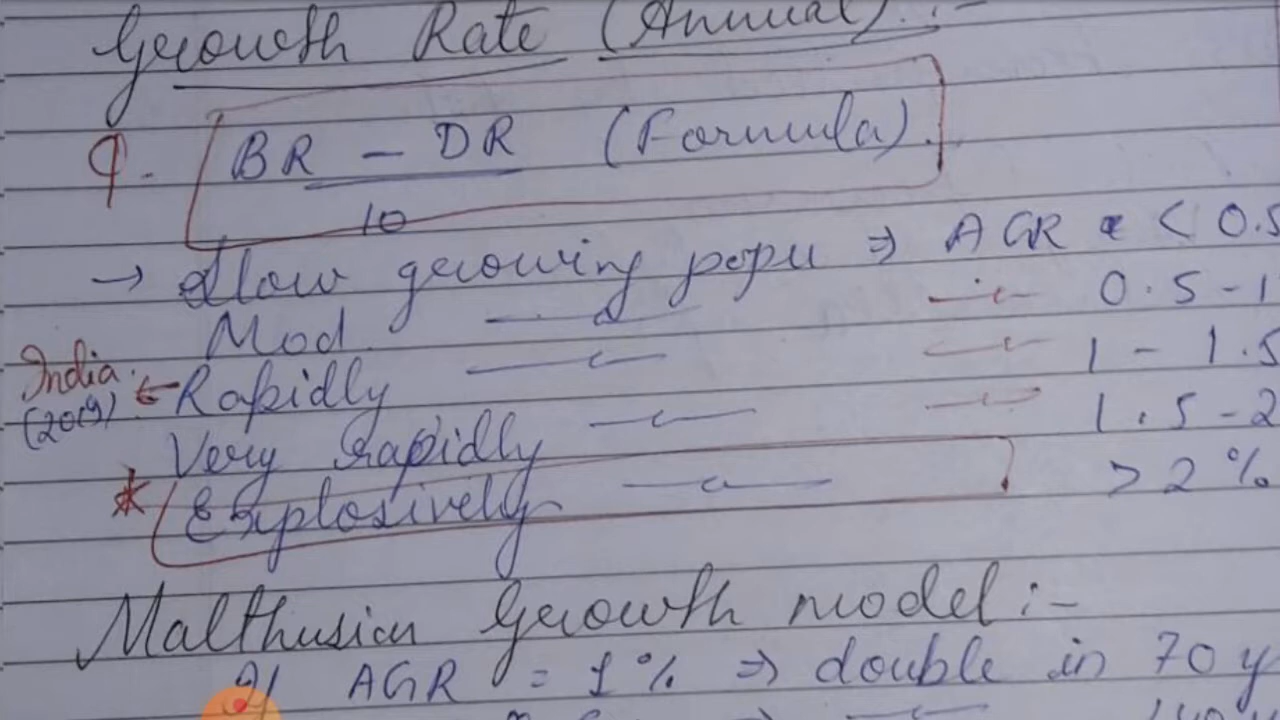 Growth Rate (Annual) :-
Q. BR - DR (Formula).
10
→ Slow growing popu ⇒ AGR < 0.5
Mod. —〃— —〃— 0.5 - 1
India (2019) ← Rapidly —〃— —〃— 1 - 1.5
Very rapidly —〃— —〃— 1.5 - 2
* Explosively —〃— > 2 %
Malthusian Growth model :-
If AGR = 1% ⇒ double in 70 y